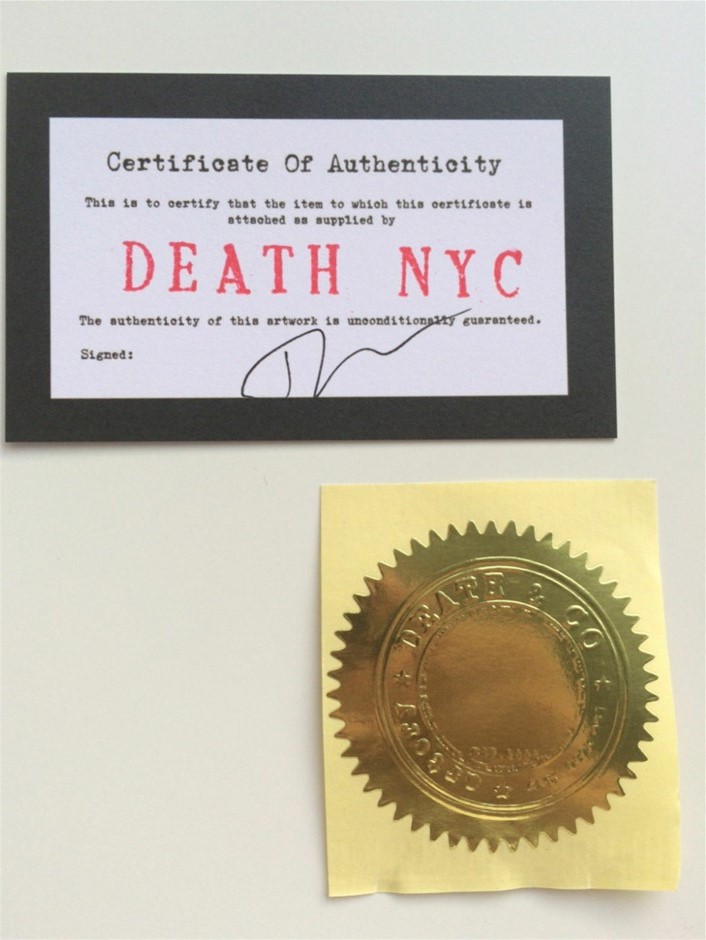 Certificate Of Authenticity
This is to certify that the item to which this certificate is
attached as supplied by
DEATH NYC
The authenticity of this artwork is unconditionally guaranteed.
Signed:
DEATH & CO